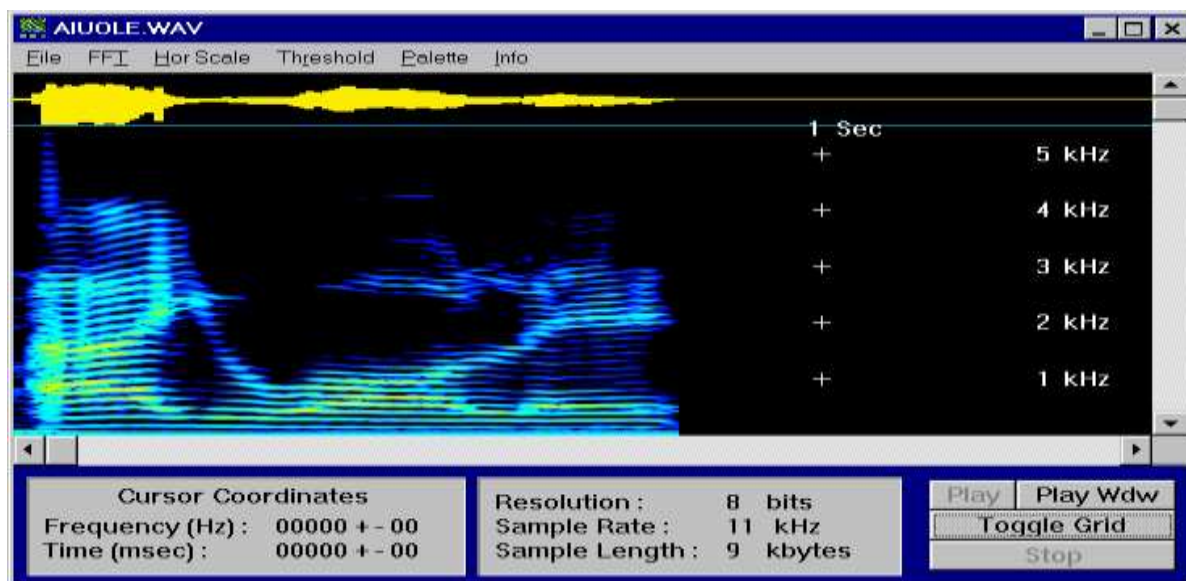 AIUOLE.WAV
File FFT Hor Scale Threshold Palette Info
1 Sec
5 kHz
4 kHz
3 kHz
2 kHz
1 kHz
Cursor Coordinates
Frequency (Hz) : 00000 +- 00
Time (msec) : 00000 +- 00
Resolution : 8 bits
Sample Rate : 11 kHz
Sample Length : 9 kbytes
Play Play Wdw
Toggle Grid
Stop